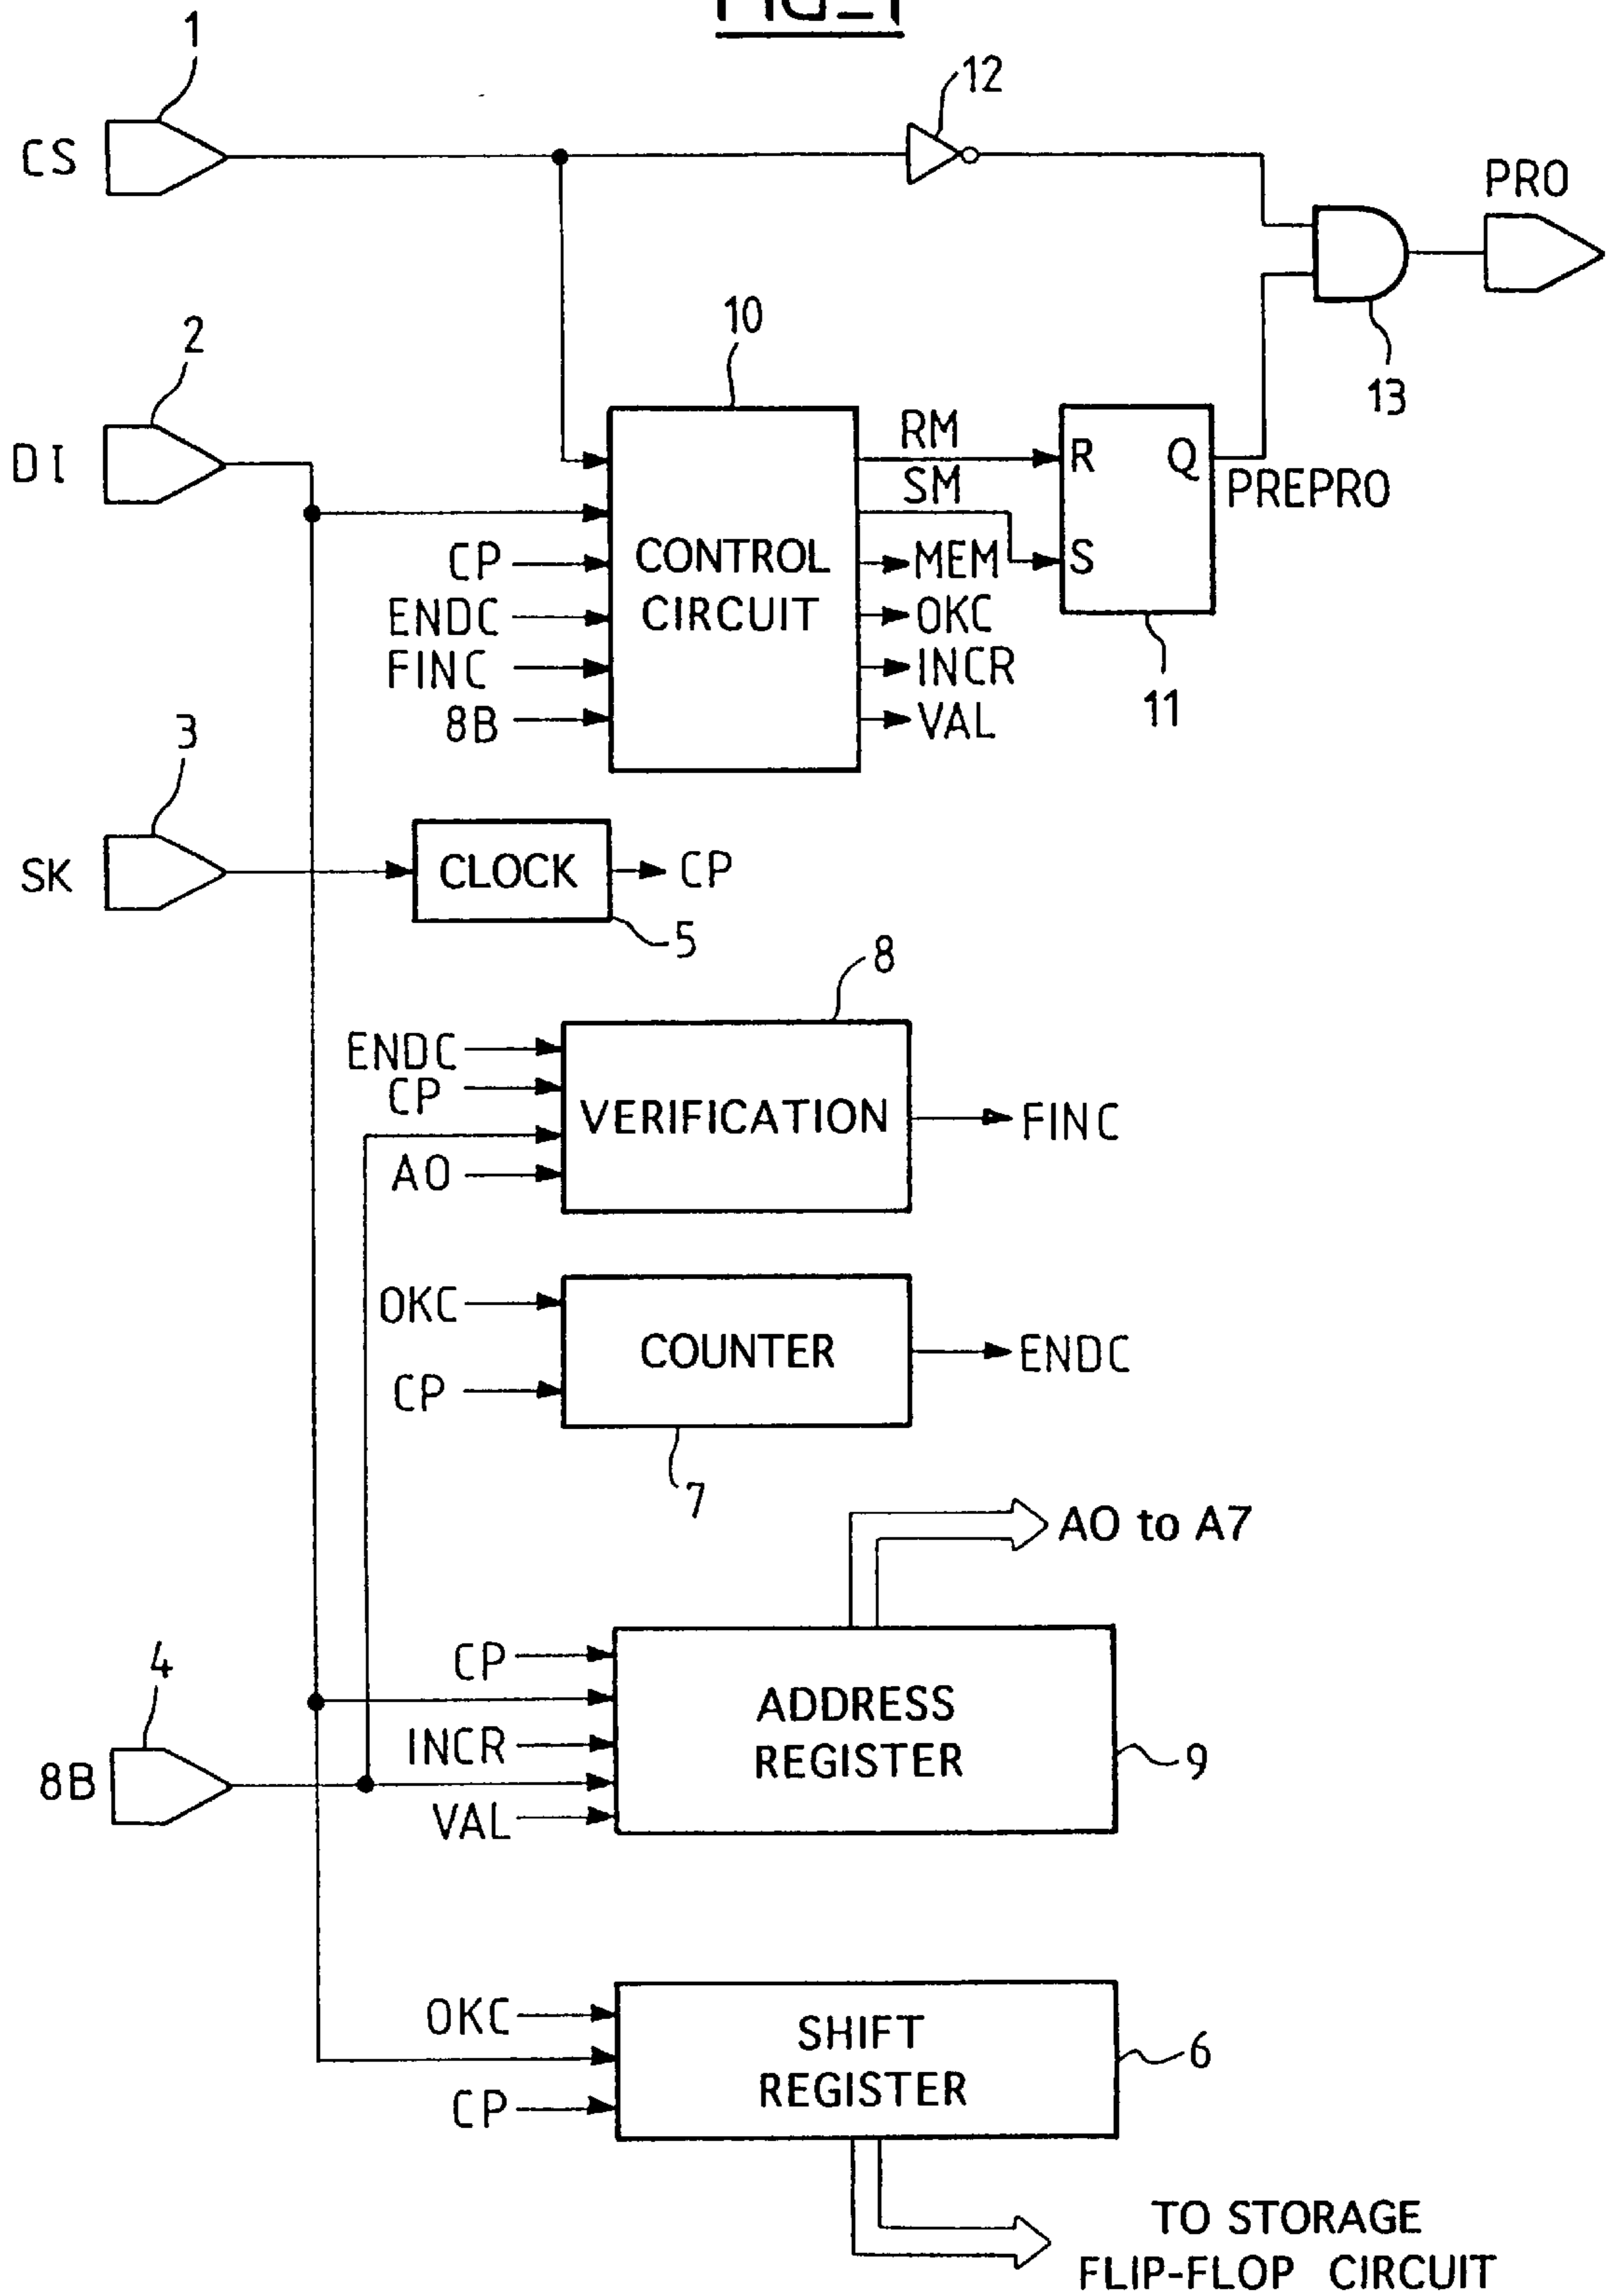 1
12
CS
PRO
13
2
10
DI
RM
R
Q
SM
PREPRO
CP
CONTROL
CIRCUIT
MEM
S
ENDC
OKC
FINC
INCR
8B
VAL
11
3
SK
CLOCK
CP
5
8
ENDC
CP
VERIFICATION
FINC
A0
OKC
COUNTER
ENDC
CP
7
A0 to A7
4
CP
ADDRESS
REGISTER
INCR
9
8B
VAL
OKC
SHIFT
REGISTER
6
CP
TO STORAGE
FLIP-FLOP CIRCUIT